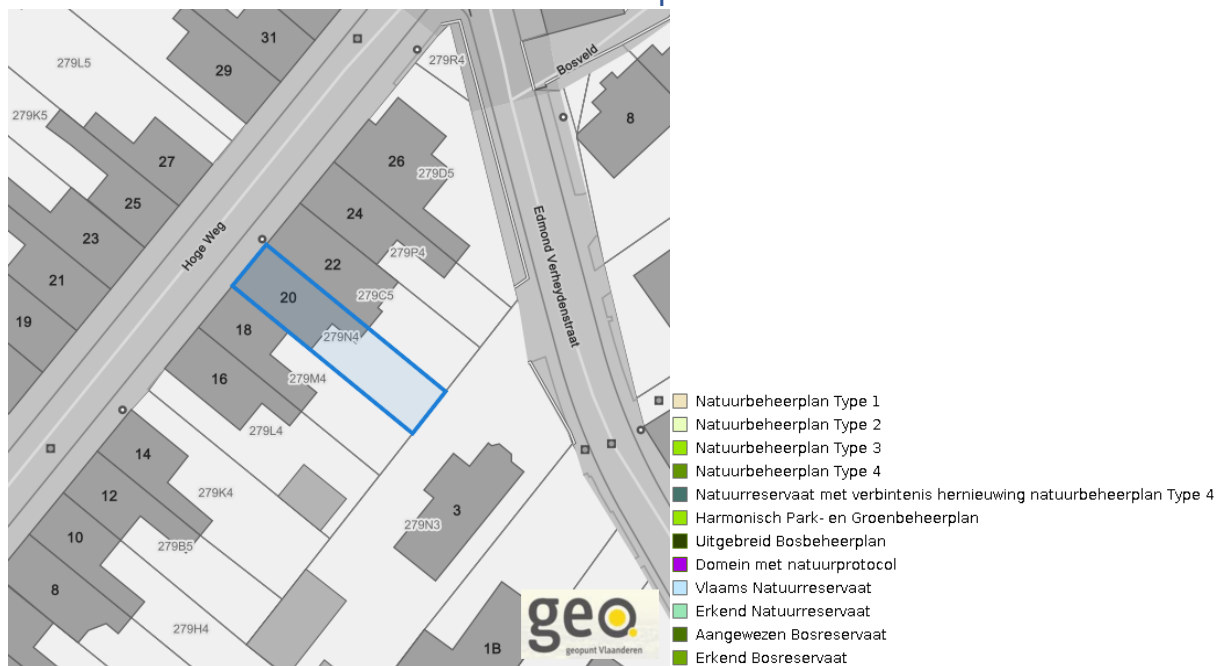 31
279L5
29
279R4
Bosveld
279K5
8
27
26
279D5
25
24
23
Hoge Weg
Edmond Verheydenstraat
279P4
22
21
279C5
20
19
18
279N4
16
279M4
279L4
14
279K4
12
3
279N3
10
279B5
8
279H4
1B
geo.
geopunt Vlaanderen
Natuurbeheerplan Type 1
Natuurbeheerplan Type 2
Natuurbeheerplan Type 3
Natuurbeheerplan Type 4
Natuurreservaat met verbintenis hernieuwing natuurbeheerplan Type 4
Harmonisch Park- en Groenbeheerplan
Uitgebreid Bosbeheerplan
Domein met natuurprotocol
Vlaams Natuurreservaat
Erkend Natuurreservaat
Aangewezen Bosreservaat
Erkend Bosreservaat